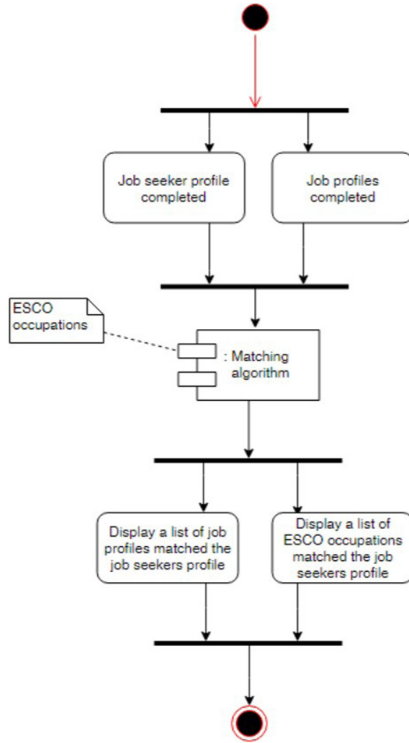 Job seeker profile
completed
Job profiles
completed
ESCO
occupations
: Matching
algorithm
Display a list of job
profiles matched the
job seekers profile
Display a list of
ESCO occupations
matched the job
seekers profile